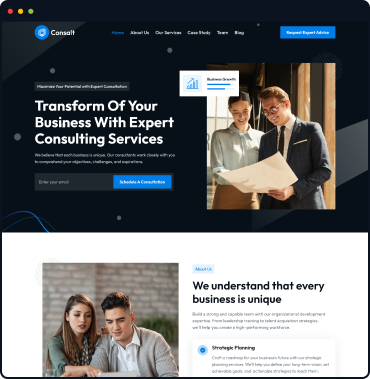 Consalt
Home About Us Our Services Case Study Team Blog
Request Expert Advice
Maximize Your Potential with Expert Consultation
Business Growth
Transform Of Your
Business With Expert
Consulting Services
We believe that each business is unique. Our consultants work closely with you
to comprehend your objectives, challenges, and aspirations.
Enter your email
Schedule A Consultation
About Us
We understand that every
business is unique
Build a strong and capable team with our organizational development
expertise. From leadership training to talent acquisition strategies.
we'll help you create a high-performing workforce.
Strategic Planning
Craft a roadmap for your business's future with our strategic
planning services. We'll help you define your long-term vision, set
achievable goals, and actionable strategies to reach them.